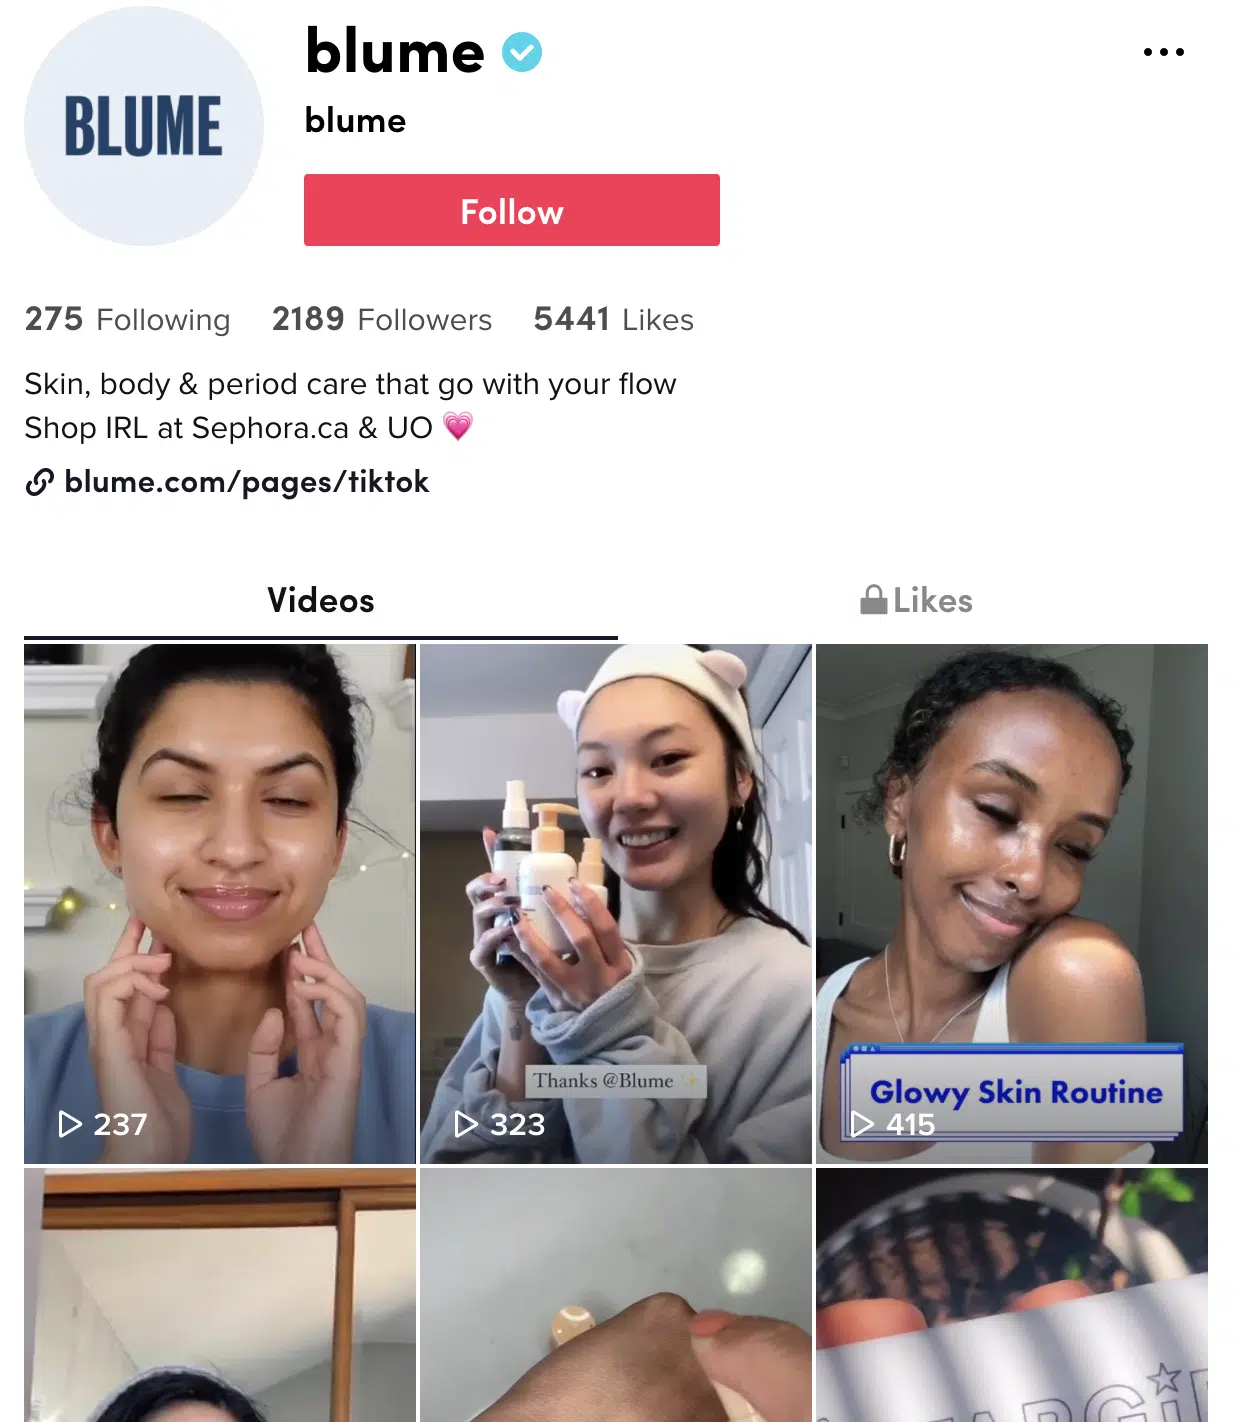 BLUME
blume
blume
Follow
275 Following 2189 Followers 5441 Likes
Skin, body & period care that go with your flow
Shop IRL at Sephora.ca & UO 💗
blume.com/pages/tiktok
Videos Likes
237
Thanks @Blume ✨
323
Glowy Skin Routine
415